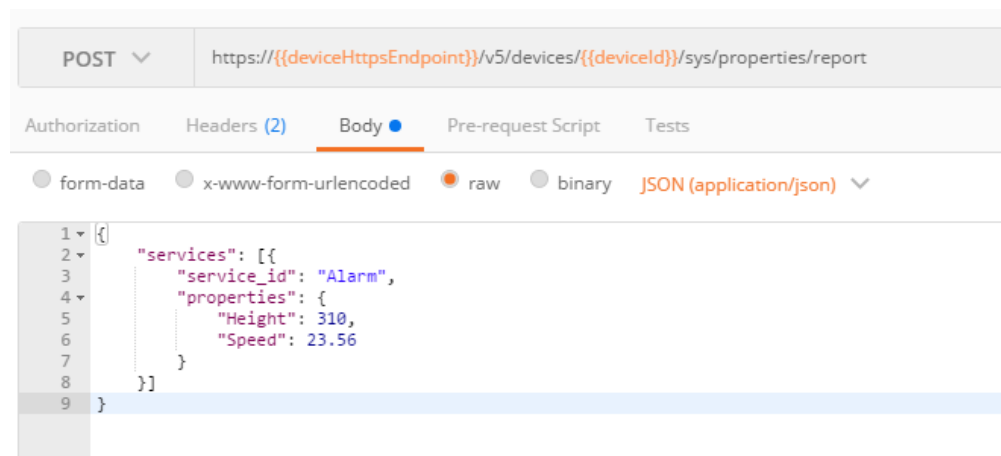 POST https://{{deviceHttpsEndpoint}}/v5/devices/{{deviceId}}/sys/properties/report
Authorization Headers (2) Body Pre-request Script Tests
form-data x-www-form-urlencoded raw binary JSON (application/json)
1 {
2 "services": [{
3 "service_id": "Alarm",
4 "properties": {
5 "Height": 310,
6 "Speed": 23.56
7 }
8 }]
9 }